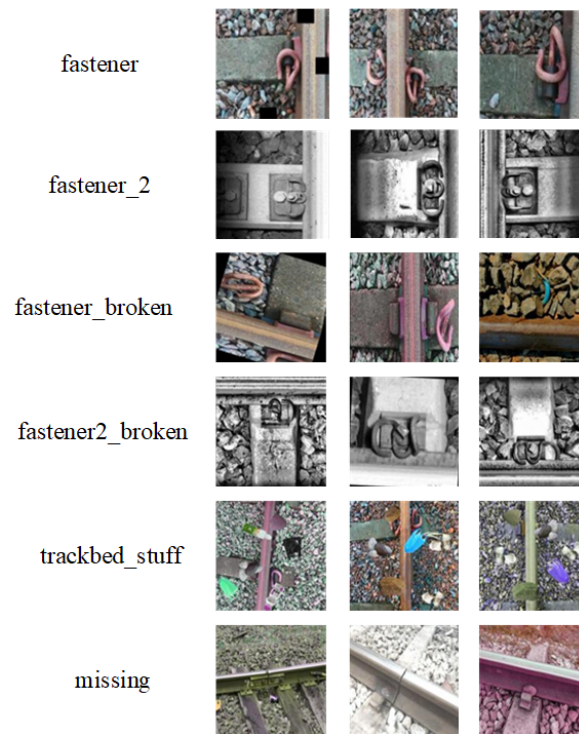 fastener
fastener_2
fastener_broken
fastener2_broken
trackbed_stuff
missing